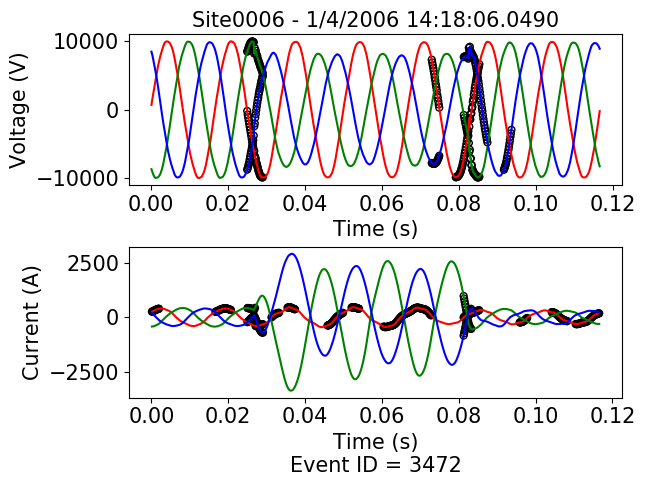 Site0006 - 1/4/2006 14:18:06.0490
10000
0
−10000
Voltage (V)
0.00 0.02 0.04 0.06 0.08 0.10 0.12
Time (s)
2500
0
−2500
Current (A)
0.00 0.02 0.04 0.06 0.08 0.10 0.12
Time (s)
Event ID = 3472